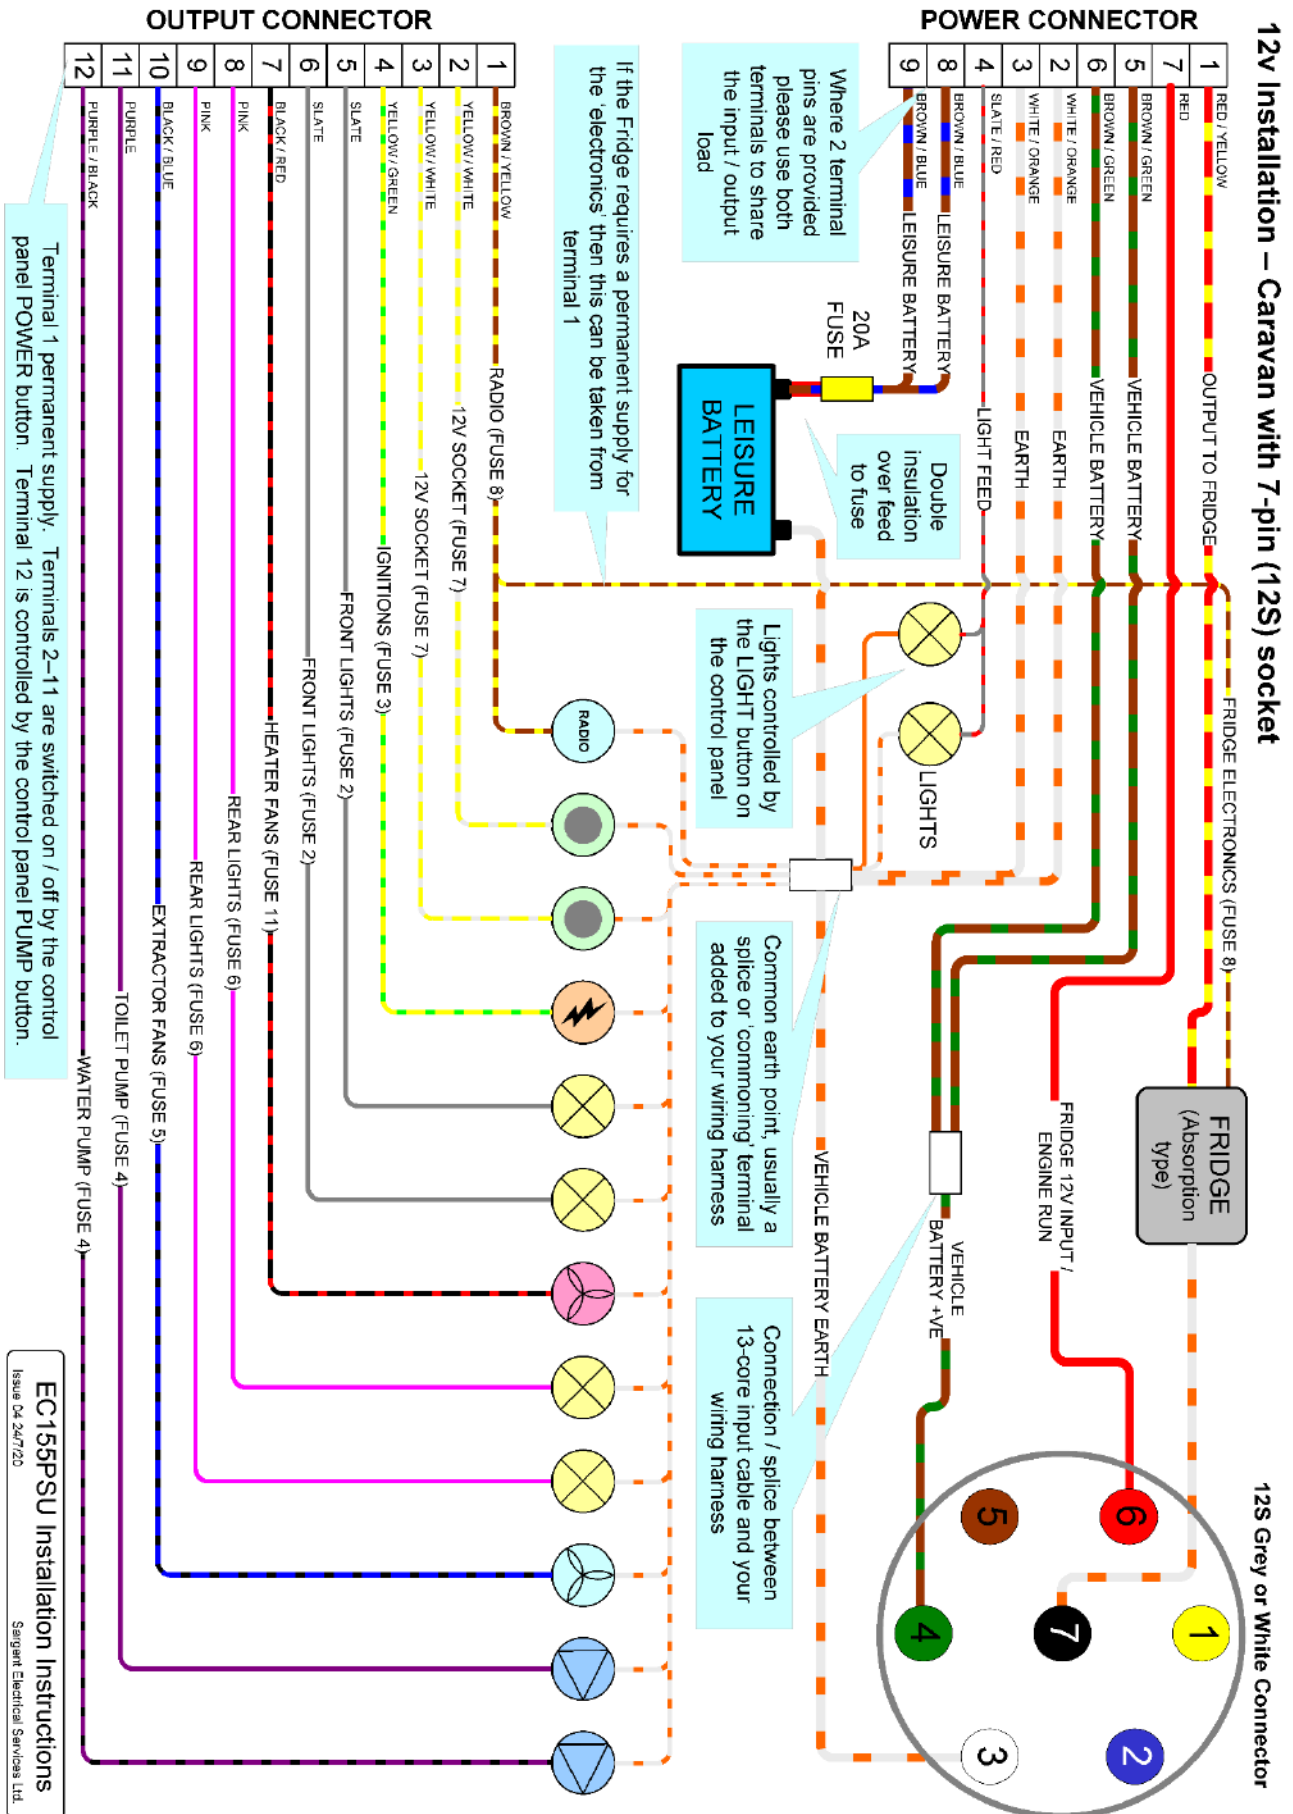 12v Installation – Caravan with 7-pin (12S) socket
POWER CONNECTOR
1
7
5
6
2
3
4
8
9
RED / YELLOW
RED
BROWN / GREEN
BROWN / GREEN
WHITE / ORANGE
WHITE / ORANGE
SLATE / RED
BROWN / BLUE
BROWN / BLUE
OUTPUT TO FRIDGE
VEHICLE BATTERY
VEHICLE BATTERY
EARTH
EARTH
LIGHT FEED
LEISURE BATTERY
LEISURE BATTERY
FRIDGE ELECTRONICS (FUSE 8)
FRIDGE
(Absorption
type)
FRIDGE 12V INPUT /
ENGINE RUN
VEHICLE
BATTERY +VE
VEHICLE BATTERY EARTH
12S Grey or White Connector
1
2
3
4
5
6
7
Where 2 terminal
pins are provided
please use both
terminals to share
the input / output
load
20A
FUSE
LEISURE
BATTERY
Double
insulation
over feed
to fuse
LIGHTS
Lights controlled by
the LIGHT button on
the control panel
Common earth point, usually a
splice or 'commoning' terminal
added to your wiring harness
Connection / splice between
13-core input cable and your
wiring harness
If the Fridge requires a permanent supply for
the 'electronics' then this can be taken from
terminal 1
OUTPUT CONNECTOR
1
2
3
4
5
6
7
8
9
10
11
12
BROWN / YELLOW
YELLOW / WHITE
YELLOW / WHITE
YELLOW / GREEN
SLATE
SLATE
BLACK / RED
PINK
PINK
BLACK / BLUE
PURPLE
PURPLE / BLACK
RADIO (FUSE 8)
12V SOCKET (FUSE 7)
12V SOCKET (FUSE 7)
IGNITIONS (FUSE 3)
FRONT LIGHTS (FUSE 2)
FRONT LIGHTS (FUSE 2)
HEATER FANS (FUSE 11)
REAR LIGHTS (FUSE 6)
REAR LIGHTS (FUSE 6)
EXTRACTOR FANS (FUSE 5)
TOILET PUMP (FUSE 4)
WATER PUMP (FUSE 4)
RADIO
Terminal 1 permanent supply. Terminals 2–11 are switched on / off by the control
panel POWER button. Terminal 12 is controlled by the control panel PUMP button.
EC155PSU Installation Instructions
Issue 04 24/7/20 Sargent Electrical Services Ltd.